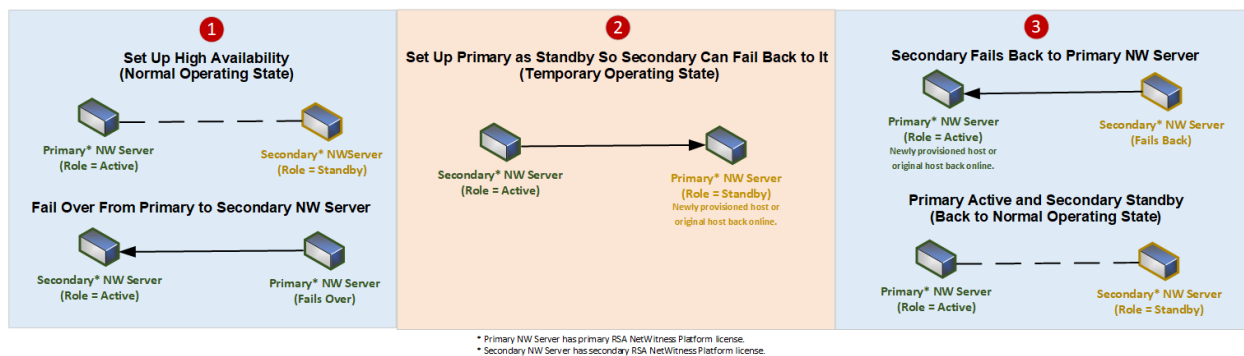 1
Set Up High Availability
(Normal Operating State)
Primary* NW Server
(Role = Active)
Secondary* NWServer
(Role = Standby)
Fail Over From Primary to Secondary NW Server
Secondary* NW Server
(Role = Active)
Primary* NW Server
(Fails Over)
2
Set Up Primary as Standby So Secondary Can Fail Back to It
(Temporary Operating State)
Secondary* NW Server
(Role = Active)
Primary* NW Server
(Role = Standby)
Newly provisioned host or
original host back online.
3
Secondary Fails Back to Primary NW Server
Primary* NW Server
(Role = Active)
Newly provisioned host or
original host back online.
Secondary* NW Server
(Fails Back)
Primary Active and Secondary Standby
(Back to Normal Operating State)
Primary* NW Server
(Role = Active)
Secondary* NW Server
(Role = Standby)
* Primary NW Server has primary RSA NetWitness Platform license.
* Secondary NW Server has secondary RSA NetWitness Platform license.